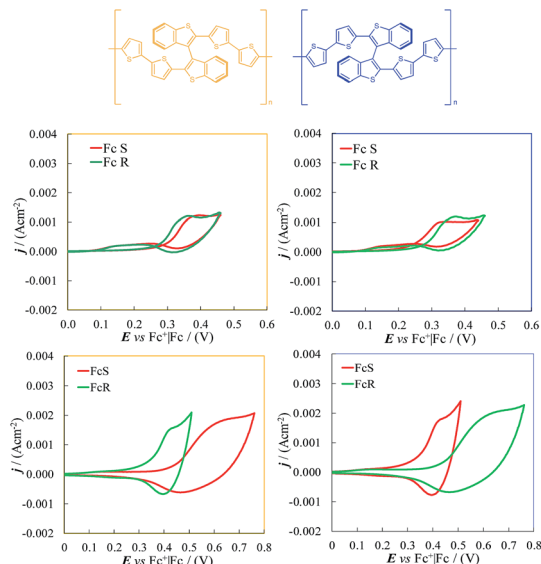 S
S
S
S
S
S
n
S
S
S
S
S
S
n
0.004
0.003
0.002
0.001
0.000
-0.001
-0.002
j / (Acm-2)
Fc S
Fc R
0.0 0.1 0.2 0.3 0.4 0.5 0.6
E vs Fc+|Fc / (V)
0.004
0.003
0.002
0.001
0.000
-0.001
-0.002
j / (Acm-2)
Fc S
Fc R
0.0 0.1 0.2 0.3 0.4 0.5 0.6
E vs Fc+|Fc / (V)
0.004
0.003
0.002
0.001
0.000
-0.001
-0.002
j / (Acm-2)
FcS
FcR
0 0.1 0.2 0.3 0.4 0.5 0.6 0.7 0.8
E vs Fc+|Fc / (V)
0.004
0.003
0.002
0.001
0.000
-0.001
-0.002
j / (Acm-2)
FcS
FcR
0 0.1 0.2 0.3 0.4 0.5 0.6 0.7 0.8
E vs Fc+|Fc / (V)